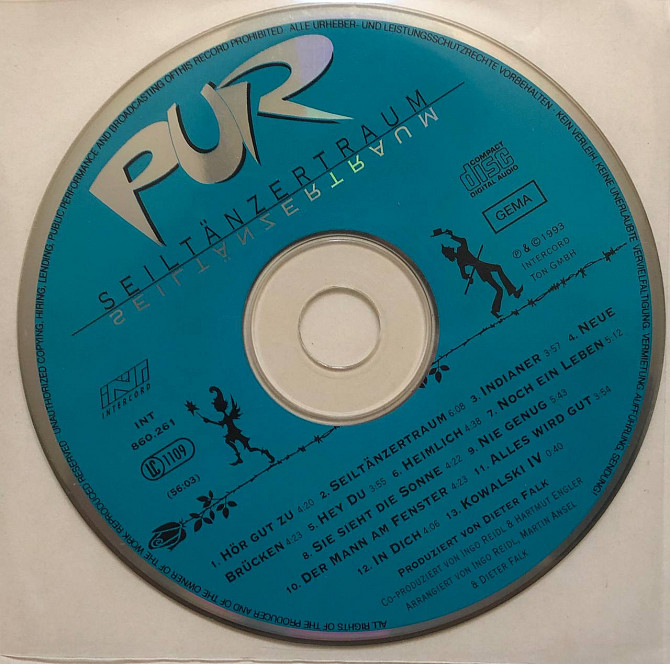 ALL RIGHTS OF THE PRODUCER AND OF THE OWNER OF THE WORK REPRODUCED RESERVED. UNAUTHORIZED COPYING, HIRING, LENDING, PUBLIC PERFORMANCE AND BROADCASTING OFTHIS RECORD PROHIBITED · ALLE URHEBER- UND LEISTUNGSSCHUTZRECHTE VORBEHALTEN · KEIN VERLEIH, KEINE UNERLAUBTE VERVIELFÄLTIGUNG, VERMIETUNG, AUFFÜHRUNG, SENDUNG!
PUR
SEILTÄNZERTRAUM
SEILTÄNZERTRAUM
COMPACT
disc
DIGITAL AUDIO
GEMA
℗ & © 1993
INTERCORD
TON GMBH
INT
INTERCORD
INT
860.261
LC 1109
(56:03)
1. HÖR GUT ZU 4:20 2. SEILTÄNZERTRAUM 6:08 3. INDIANER 3:57 4. NEUE
BRÜCKEN 4:23 5. HEY DU 3:55 6. HEIMLICH 4:38 7. NOCH EIN LEBEN 5:12
8. SIE SIEHT DIE SONNE 4:22 9. NIE GENUG 5:43
10. DER MANN AM FENSTER 4:23 11. ALLES WIRD GUT 3:54
12. IN DICH 4:06 13. KOWALSKI IV 0:40
PRODUZIERT VON DIETER FALK
CO-PRODUZIERT VON INGO REIDL & HARTMUT ENGLER
ARRANGIERT VON INGO REIDL, MARTIN ANSEL
& DIETER FALK